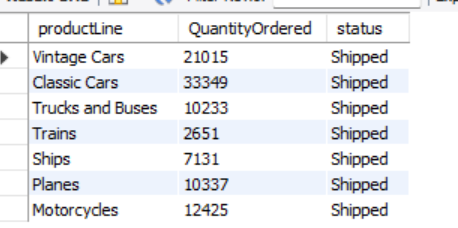 productLine QuantityOrdered status
Vintage Cars 21015 Shipped
Classic Cars 33349 Shipped
Trucks and Buses 10233 Shipped
Trains 2651 Shipped
Ships 7131 Shipped
Planes 10337 Shipped
Motorcycles 12425 Shipped